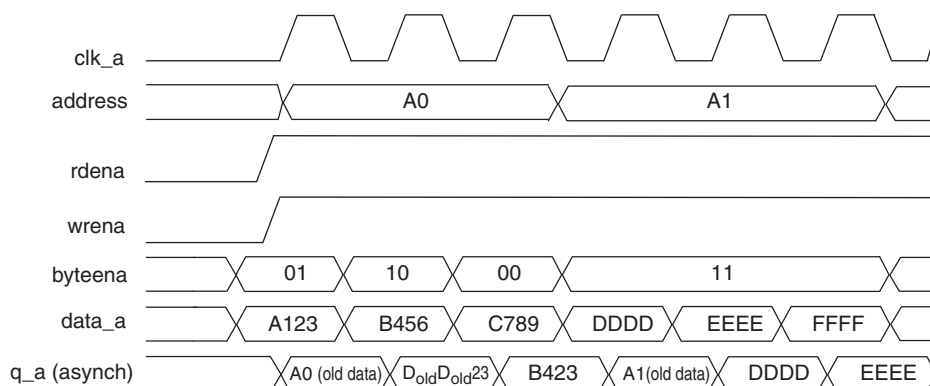 clk_a
address A0 A1
rdena
wrena
byteena 01 10 00 11
data_a A123 B456 C789 DDDD EEEE FFFF
q_a (asynch) A0 (old data) DoldDold23 B423 A1(old data) DDDD EEEE